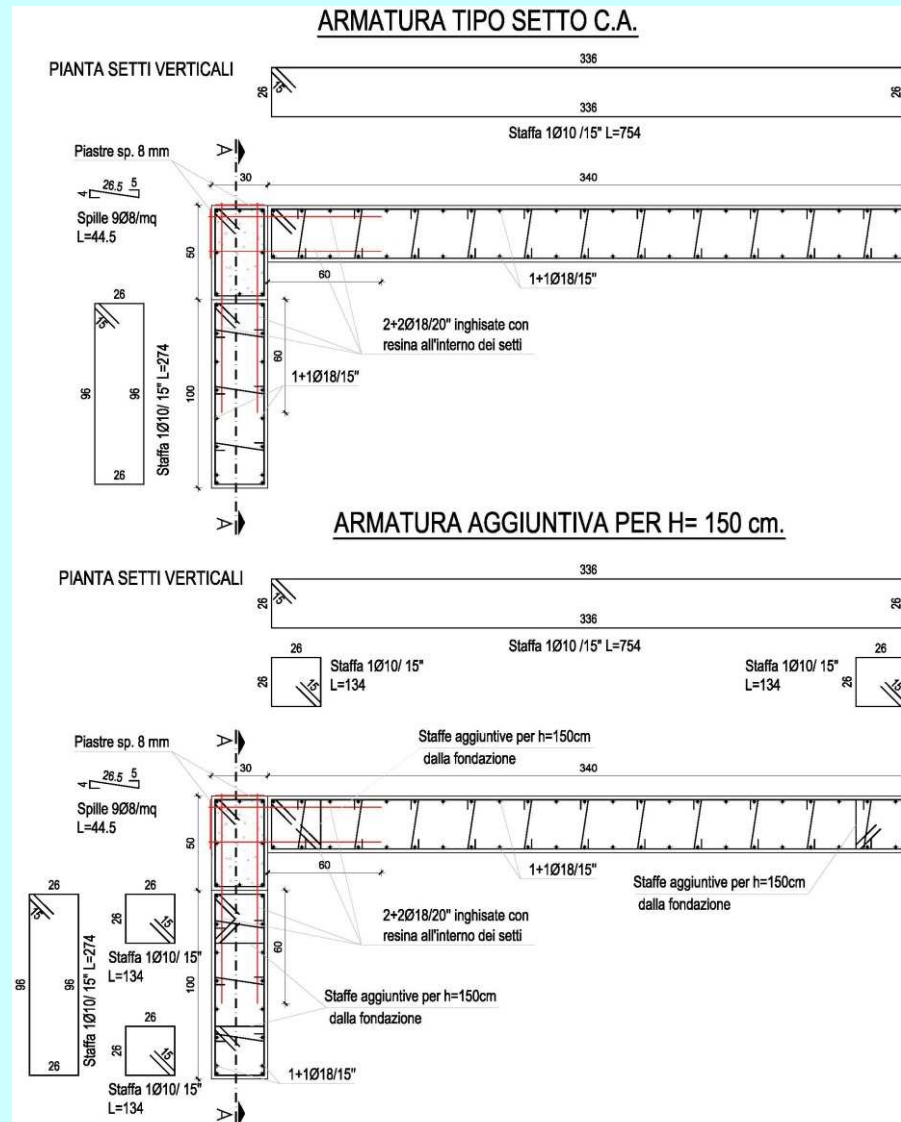 ARMATURA TIPO SETTO C.A.
PIANTA SETTI VERTICALI
336
26
15
26
336
Staffa 1Ø10 /15" L=754
Piastre sp. 8 mm
A
30
340
4 26.5 5
Spille 9Ø8/mq
L=44.5
50
60
1+1Ø18/15"
26
15
96
96
26
Staffa 1Ø10/ 15" L=274
100
2+2Ø18/20" inghisate con
resina all'interno dei setti
60
1+1Ø18/15"
A
ARMATURA AGGIUNTIVA PER H= 150 cm.
PIANTA SETTI VERTICALI
336
26
15
26
336
Staffa 1Ø10 /15" L=754
26
26
15
Staffa 1Ø10/ 15"
L=134
Staffa 1Ø10/ 15"
L=134
26
26
15
Piastre sp. 8 mm
A
Staffe aggiuntive per h=150cm
dalla fondazione
30
340
4 26.5 5
Spille 9Ø8/mq
L=44.5
50
60
1+1Ø18/15"
Staffe aggiuntive per h=150cm
dalla fondazione
26
15
96
96
26
Staffa 1Ø10/ 15" L=274
26
26
15
Staffa 1Ø10/ 15"
L=134
100
2+2Ø18/20" inghisate con
resina all'interno dei setti
60
Staffe aggiuntive per h=150cm
dalla fondazione
26
26
15
Staffa 1Ø10/ 15"
L=134
1+1Ø18/15"
A